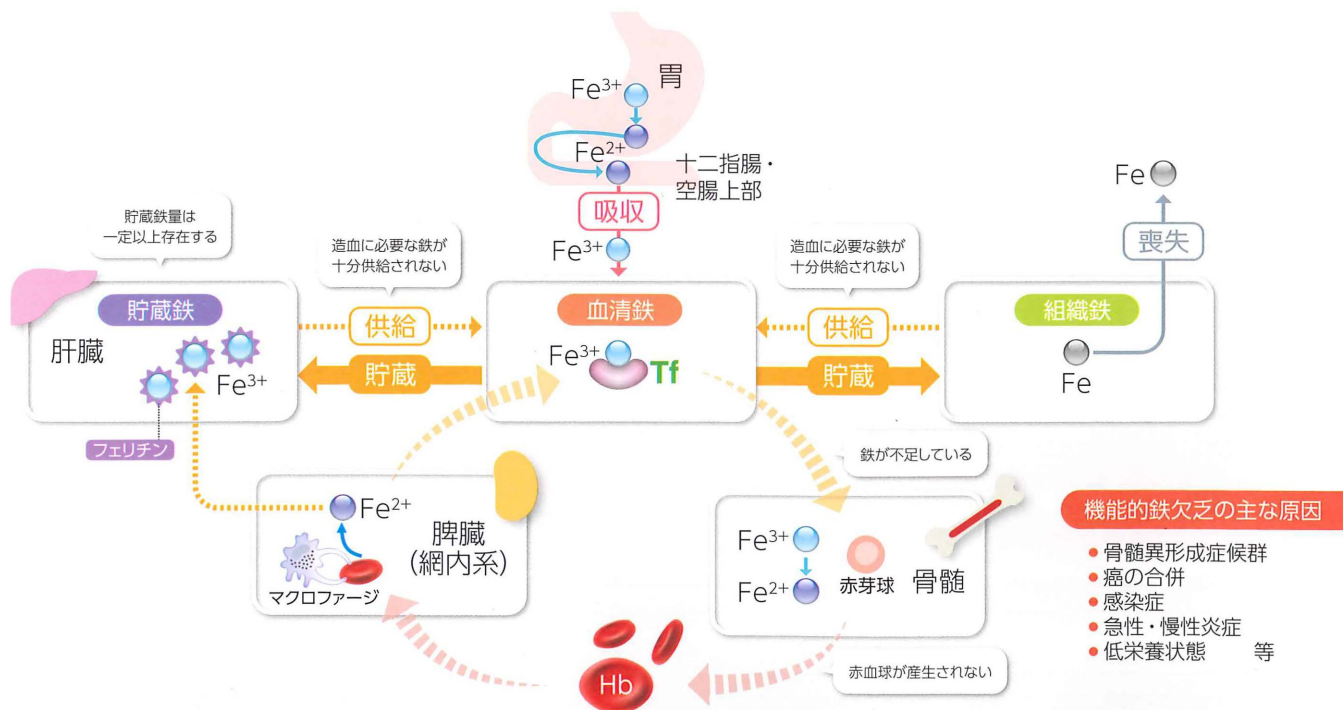 胃
Fe³⁺
Fe²⁺
十二指腸・
空腸上部
吸収
Fe³⁺
Fe
喪失
貯蔵鉄量は
一定以上存在する
造血に必要な鉄が
十分供給されない
造血に必要な鉄が
十分供給されない
貯蔵鉄
肝臓
Fe³⁺
フェリチン
供給
貯蔵
血清鉄
Fe³⁺
Tf
供給
貯蔵
組織鉄
Fe
鉄が不足している
Fe²⁺
脾臓
(網内系)
マクロファージ
Fe³⁺
Fe²⁺
赤芽球
骨髄
赤血球が産生されない
Hb
機能的鉄欠乏の主な原因
●骨髄異形成症候群
●癌の合併
●感染症
●急性・慢性炎症
●低栄養状態　等